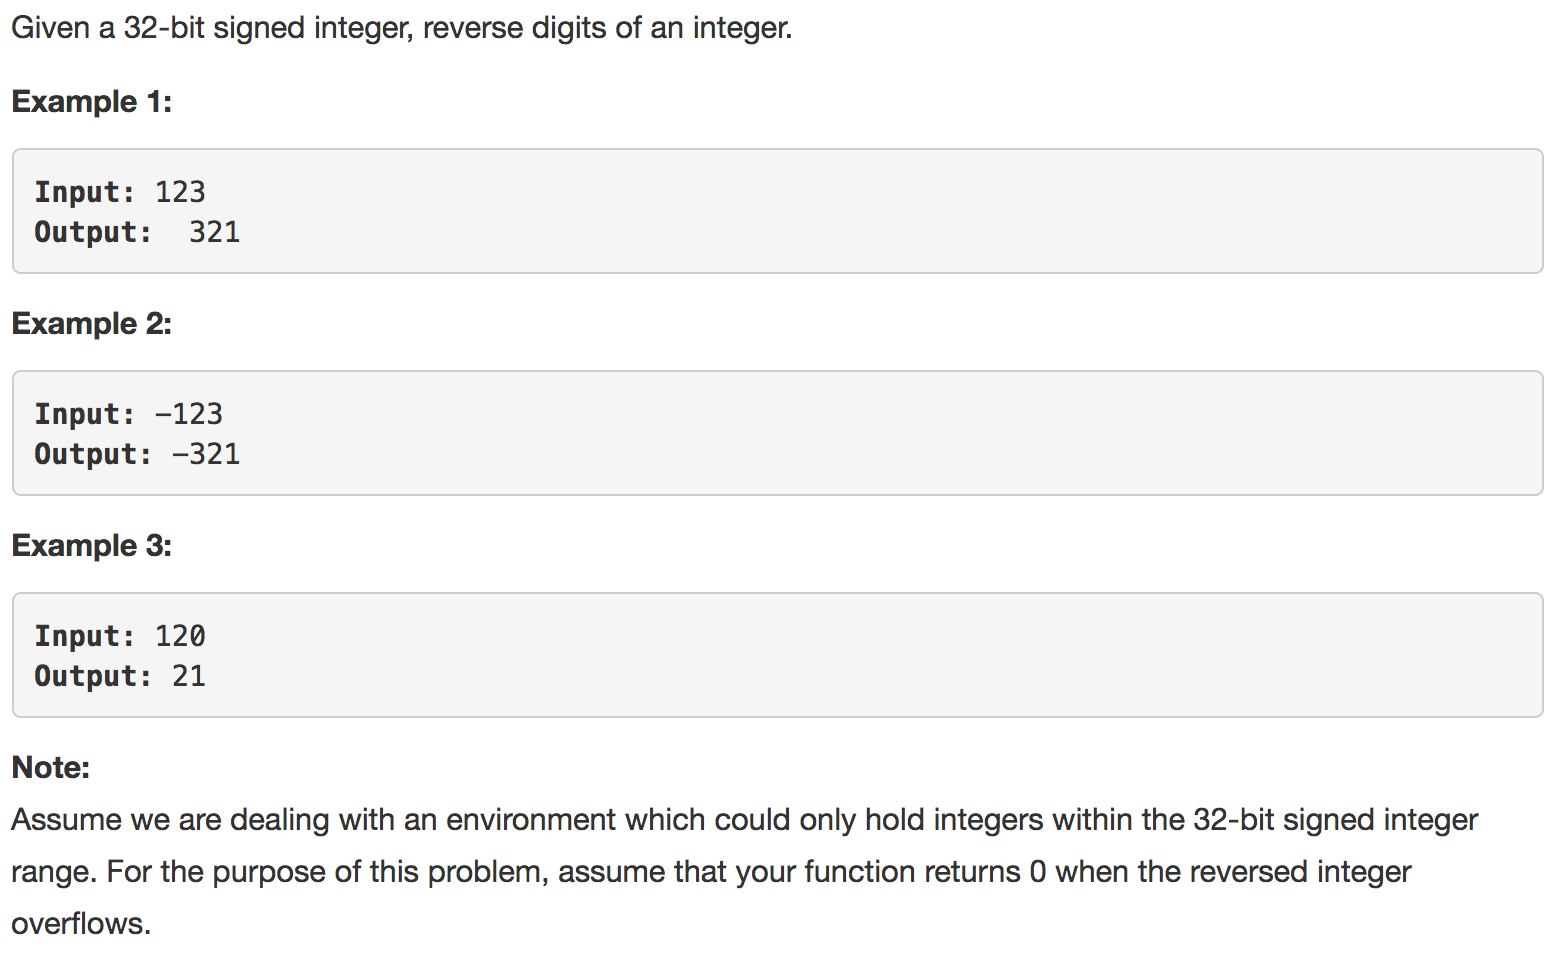 Given a 32-bit signed integer, reverse digits of an integer.
Example 1:
Input: 123
Output:  321
Example 2:
Input: −123
Output: −321
Example 3:
Input: 120
Output: 21
Note:
Assume we are dealing with an environment which could only hold integers within the 32-bit signed integer
range. For the purpose of this problem, assume that your function returns 0 when the reversed integer
overflows.